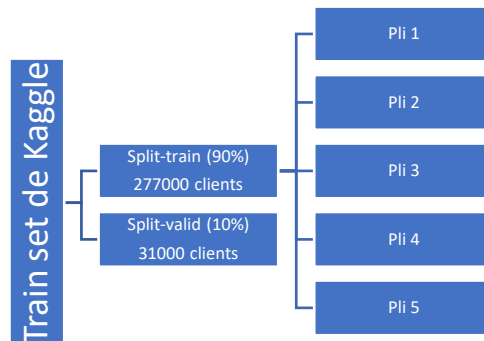 Train set de Kaggle
Split-train (90%)
277000 clients
Split-valid (10%)
31000 clients
Pli 1
Pli 2
Pli 3
Pli 4
Pli 5